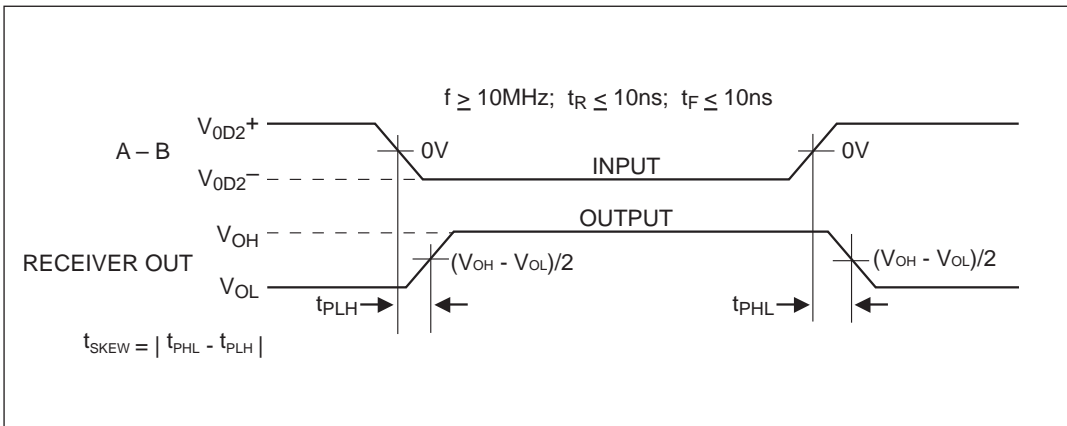 f ≥ 10MHz; tR ≤ 10ns; tF ≤ 10ns
V0D2+
A – B
0V
0V
V0D2–
INPUT
OUTPUT
VOH
RECEIVER OUT
(VOH - VOL)/2
(VOH - VOL)/2
VOL
tPLH
tPHL
tSKEW = | tPHL - tPLH |